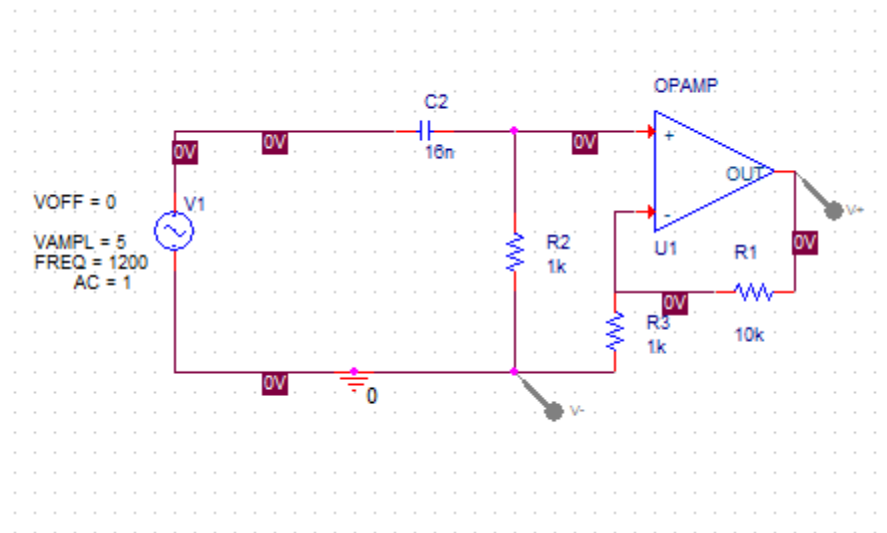 OPAMP
C2
0V
0V
16n
0V
+
OUT
VOFF = 0
V1
V+
-
VAMPL = 5
FREQ = 1200
AC = 1
R2
1k
U1
R1
0V
0V
R3
1k
10k
0V
0
V-